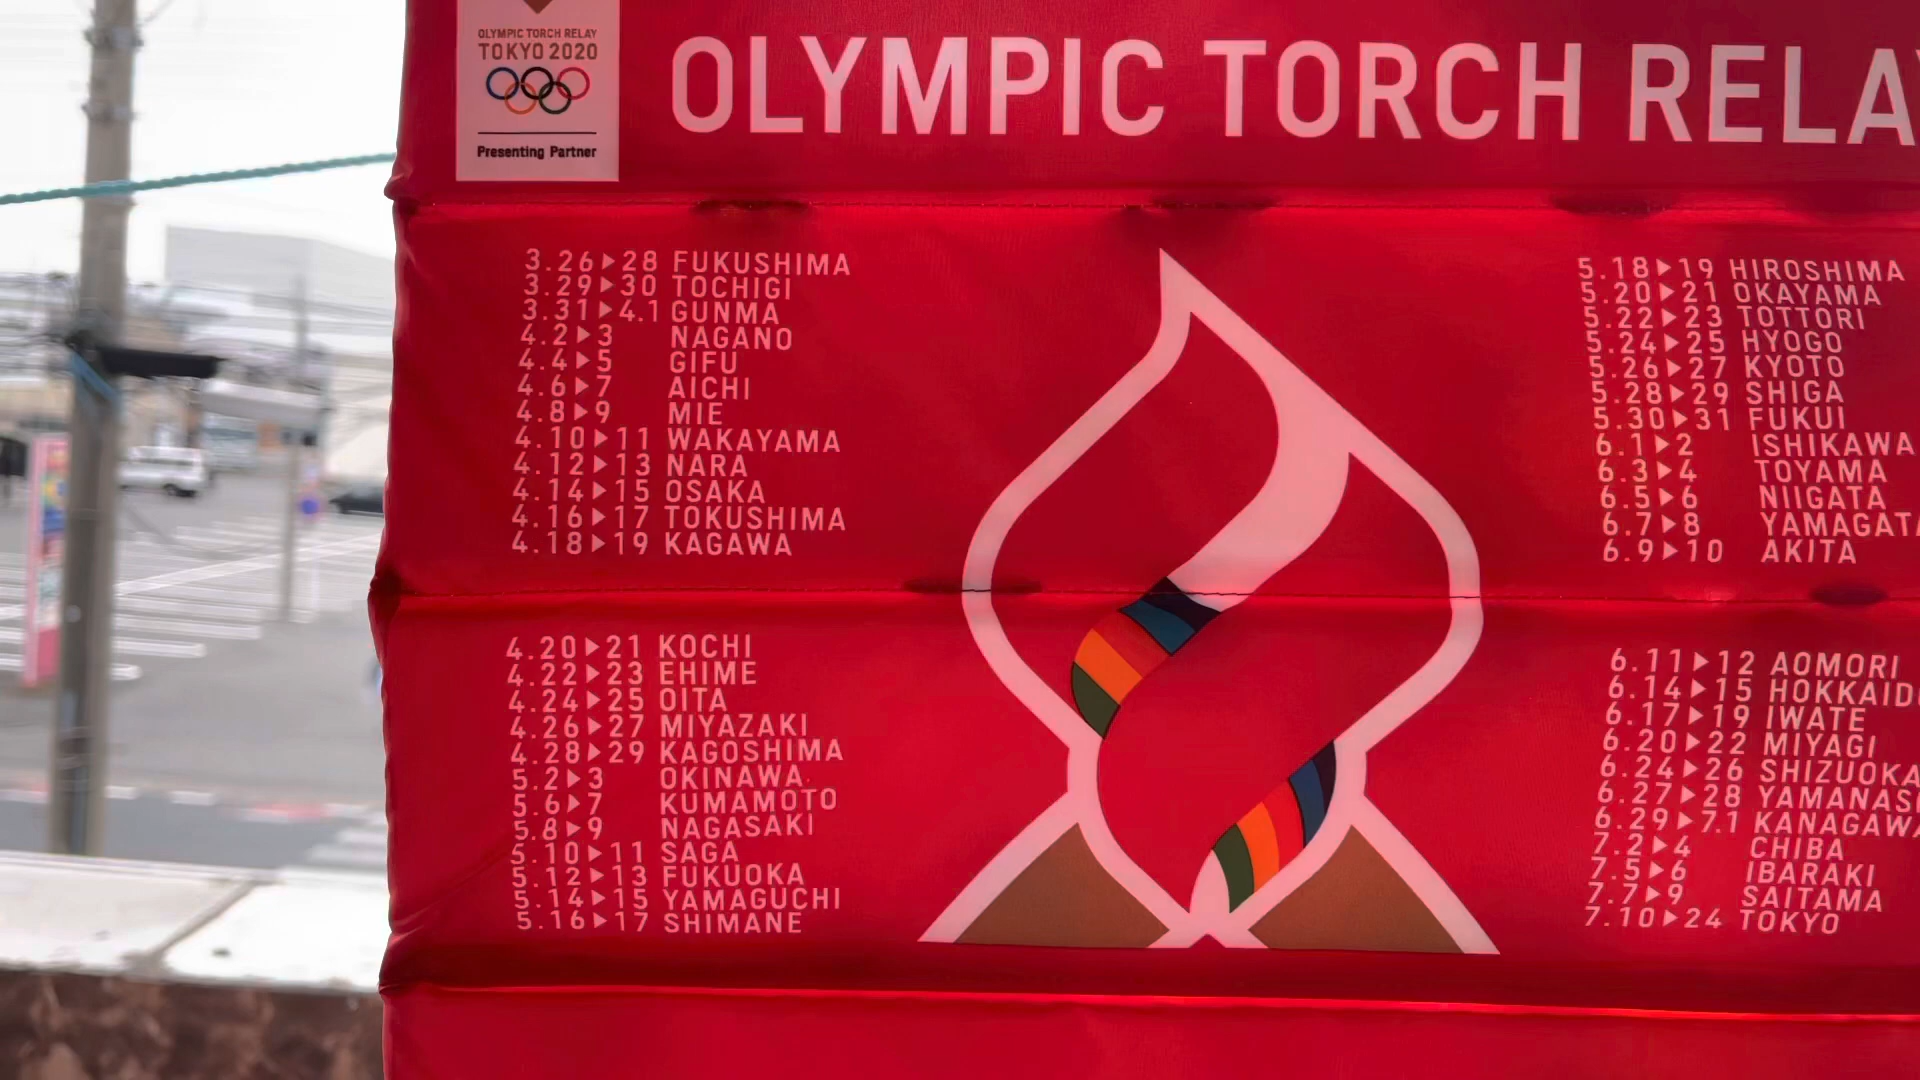 OLYMPIC TORCH RELAY
TOKYO 2020
Presenting Partner
OLYMPIC TORCH RELAY
3.26▶28 FUKUSHIMA
3.29▶30 TOCHIGI
3.31▶4.1 GUNMA
4.2▶3 NAGANO
4.4▶5 GIFU
4.6▶7 AICHI
4.8▶9 MIE
4.10▶11 WAKAYAMA
4.12▶13 NARA
4.14▶15 OSAKA
4.16▶17 TOKUSHIMA
4.18▶19 KAGAWA
4.20▶21 KOCHI
4.22▶23 EHIME
4.24▶25 OITA
4.26▶27 MIYAZAKI
4.28▶29 KAGOSHIMA
5.2▶3 OKINAWA
5.6▶7 KUMAMOTO
5.8▶9 NAGASAKI
5.10▶11 SAGA
5.12▶13 FUKUOKA
5.14▶15 YAMAGUCHI
5.16▶17 SHIMANE
5.18▶19 HIROSHIMA
5.20▶21 OKAYAMA
5.22▶23 TOTTORI
5.24▶25 HYOGO
5.26▶27 KYOTO
5.28▶29 SHIGA
5.30▶31 FUKUI
6.1▶2 ISHIKAWA
6.3▶4 TOYAMA
6.5▶6 NIIGATA
6.7▶8 YAMAGATA
6.9▶10 AKITA
6.11▶12 AOMORI
6.14▶15 HOKKAID
6.17▶19 IWATE
6.20▶22 MIYAGI
6.24▶26 SHIZUOKA
6.27▶28 YAMANAS
6.29▶7.1 KANAGAWA
7.2▶4 CHIBA
7.5▶6 IBARAKI
7.7▶9 SAITAMA
7.10▶24 TOKYO